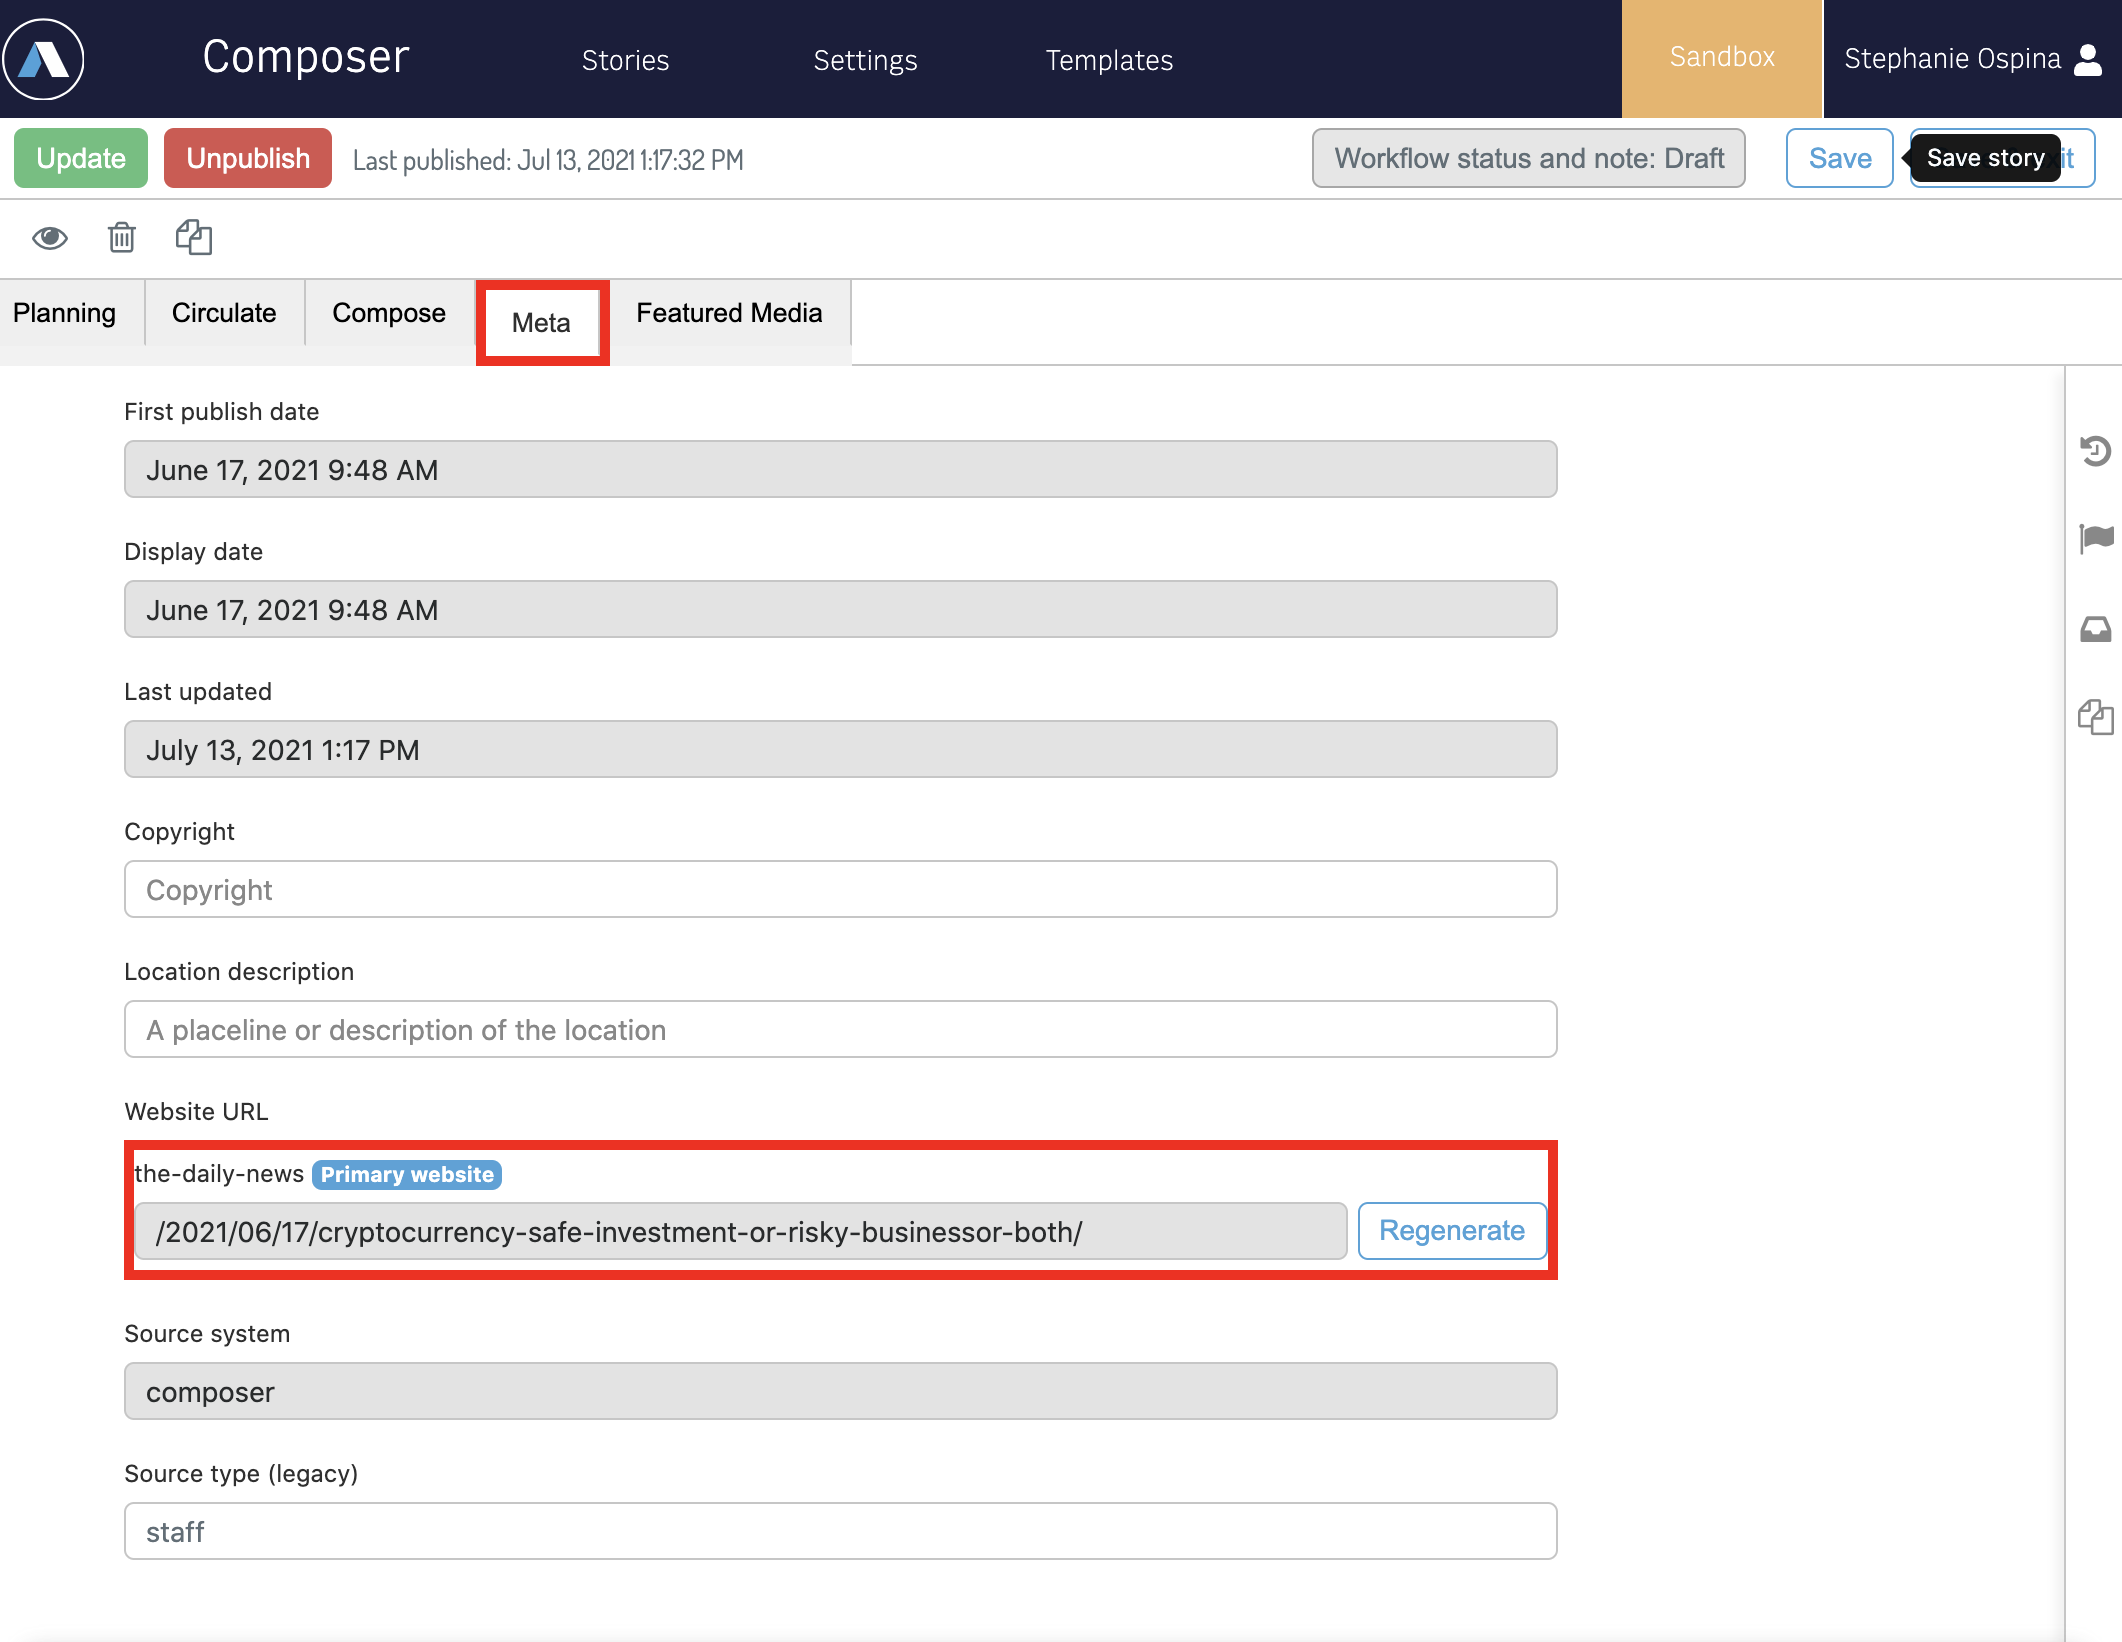 Composer Stories Settings Templates Sandbox Stephanie Ospina
Update Unpublish Last published: Jul 13, 2021 1:17:32 PM Workflow status and note: Draft Save Save story it
Planning Circulate Compose Meta Featured Media
First publish date
June 17, 2021 9:48 AM
Display date
June 17, 2021 9:48 AM
Last updated
July 13, 2021 1:17 PM
Copyright
Copyright
Location description
A placeline or description of the location
Website URL
the-daily-news Primary website
/2021/06/17/cryptocurrency-safe-investment-or-risky-businessor-both/ Regenerate
Source system
composer
Source type (legacy)
staff